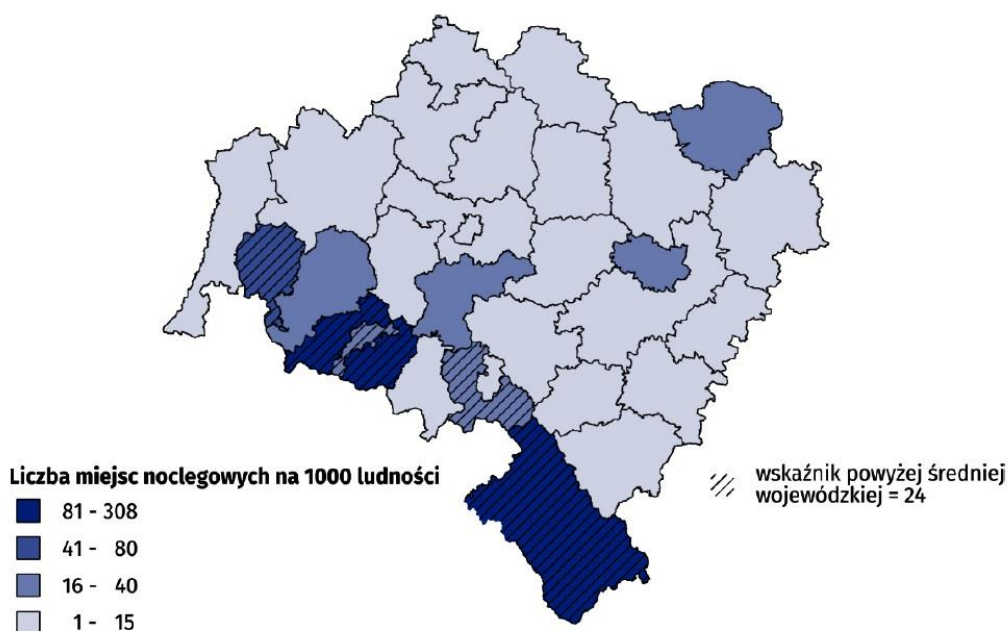 Liczba miejsc noclegowych na 1000 ludności
81 - 308
41 - 80
16 - 40
1 - 15
wskaźnik powyżej średniej
wojewódzkiej = 24